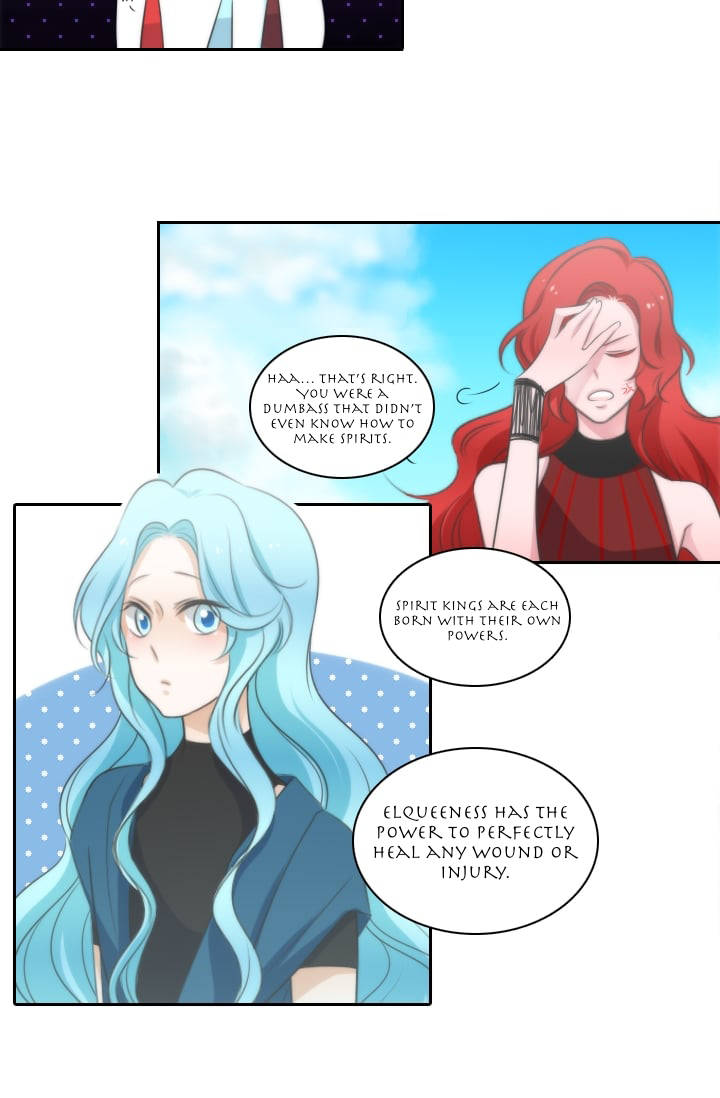 HAA... THAT'S RIGHT.
YOU WERE A
DUMBASS THAT DIDN'T
EVEN KNOW HOW TO
MAKE SPIRITS.
SPIRIT KINGS ARE EACH
BORN WITH THEIR OWN
POWERS.
ELQUEENESS HAS THE
POWER TO PERFECTLY
HEAL ANY WOUND OR
INJURY.